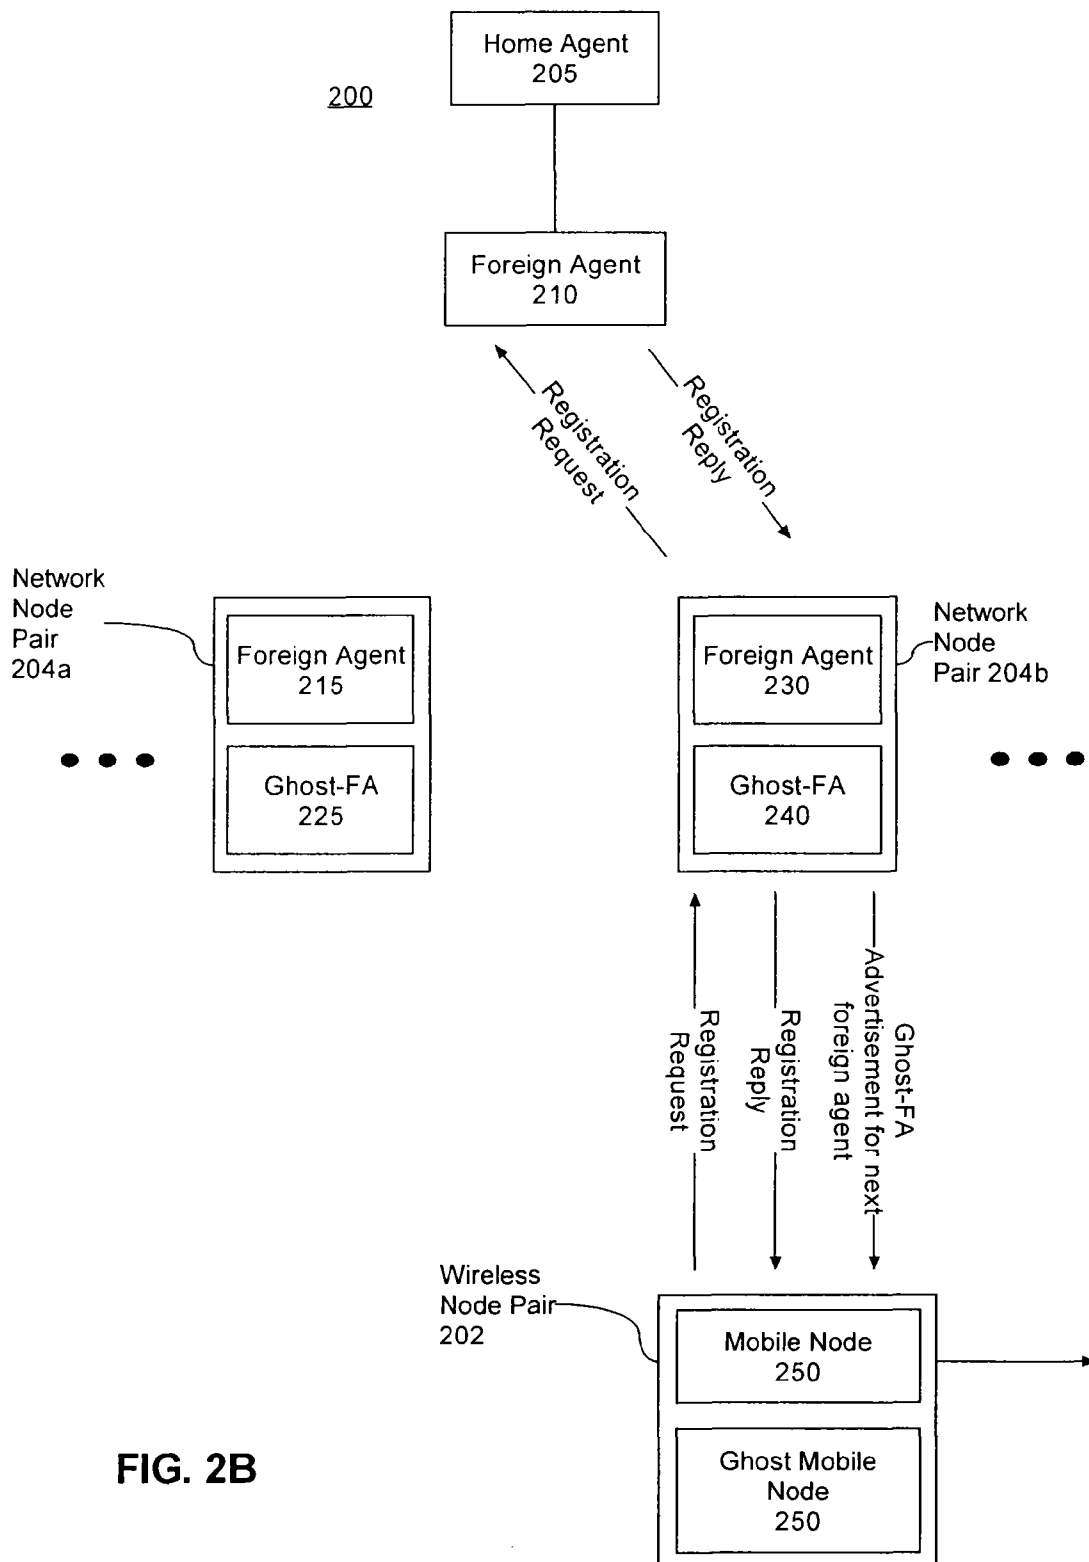 Home Agent
205
200
Foreign Agent
210
Registration
Request
Registration
Reply
Network
Node
Pair
204a
Foreign Agent
215
Ghost-FA
225
Foreign Agent
230
Ghost-FA
240
Network
Node
Pair 204b
Registration
Request
Registration
Reply
Ghost-FA
Advertisement for next
foreign agent
Wireless
Node Pair
202
Mobile Node
250
Ghost Mobile
Node
250
FIG. 2B